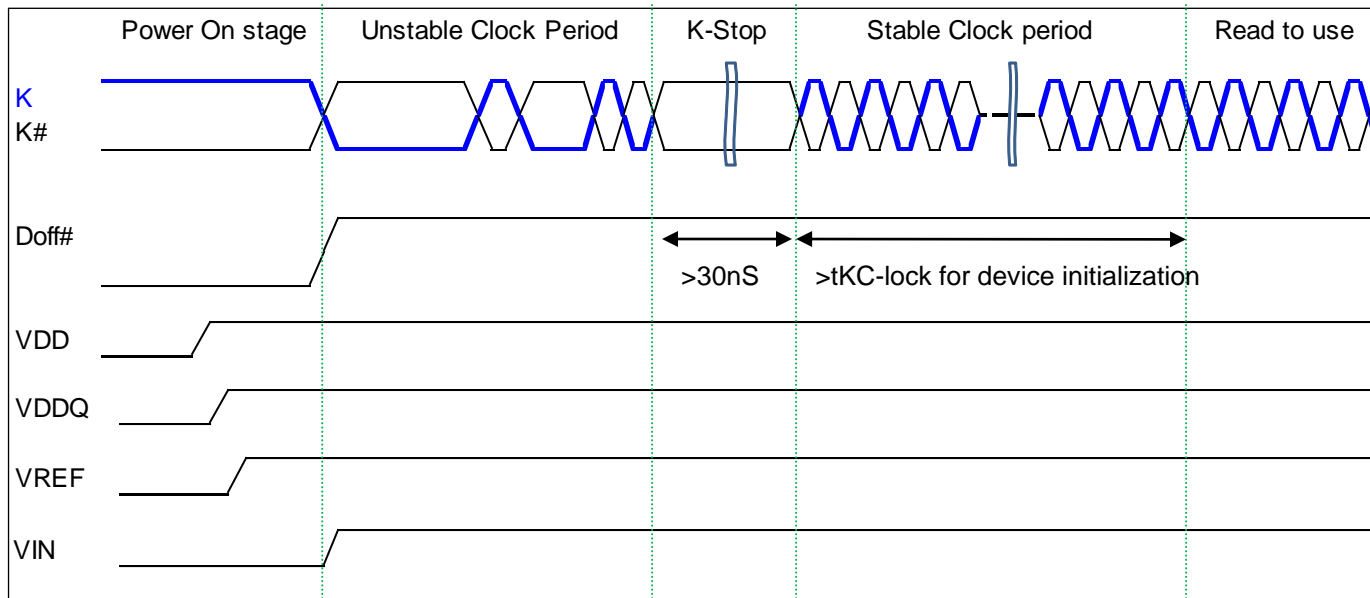 Power On stage
Unstable Clock Period
K-Stop
Stable Clock period
Read to use
K
K#
Doff#
>30nS
>tKC-lock for device initialization
VDD
VDDQ
VREF
VIN